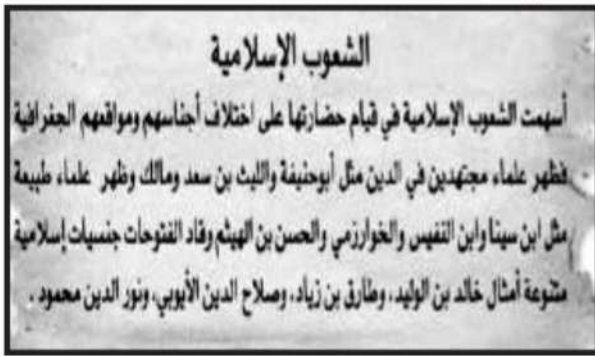 الشعوب الإسلامية
أسهمت الشعوب الإسلامية في قيام حضارتها على اختلاف أجناسهم ومواقعهم الجغرافية
فظهر علماء مجتهدين في الدين مثل أبوحنيفة والليث بن سعد ومالك وظهر علماء طبيعة
مثل ابن سينا وابن النفيس والخوارزمي والحسن بن الهيثم وقاد الفتوحات جنسيات إسلامية
متنوعة أمثال خالد بن الوليد، وطارق بن زياد، وصلاح الدين الأيوبي، ونور الدين محمود .